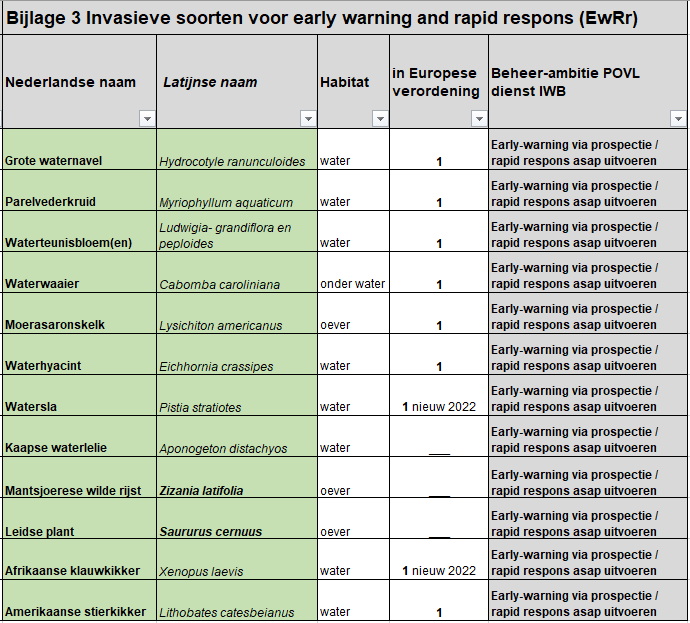 Bijlage 3 Invasieve soorten voor early warning and rapid respons (EwRr)
Nederlandse naam
Latijnse naam
Habitat
in Europese
verordening
Beheer-ambitie POVL
dienst IWB
Grote waternavel
Hydrocotyle ranunculoides
water
1
Early-warning via prospectie /
rapid respons asap uitvoeren
Parelvederkruid
Myriophyllum aquaticum
water
1
Early-warning via prospectie /
rapid respons asap uitvoeren
Waterteunisbloem(en)
Ludwigia- grandiflora en
peploides
water
1
Early-warning via prospectie /
rapid respons asap uitvoeren
Waterwaaier
Cabomba caroliniana
onder water
1
Early-warning via prospectie /
rapid respons asap uitvoeren
Moerasaronskelk
Lysichiton americanus
oever
1
Early-warning via prospectie /
rapid respons asap uitvoeren
Waterhyacint
Eichhornia crassipes
water
1
Early-warning via prospectie /
rapid respons asap uitvoeren
Watersla
Pistia stratiotes
water
1 nieuw 2022
Early-warning via prospectie /
rapid respons asap uitvoeren
Kaapse waterlelie
Aponogeton distachyos
water
___
Early-warning via prospectie /
rapid respons asap uitvoeren
Mantsjoerese wilde rijst
Zizania latifolia
oever
___
Early-warning via prospectie /
rapid respons asap uitvoeren
Leidse plant
Saururus cernuus
oever
___
Early-warning via prospectie /
rapid respons asap uitvoeren
Afrikaanse klauwkikker
Xenopus laevis
water
1 nieuw 2022
Early-warning via prospectie /
rapid respons asap uitvoeren
Amerikaanse stierkikker
Lithobates catesbeianus
water
1
Early-warning via prospectie /
rapid respons asap uitvoeren